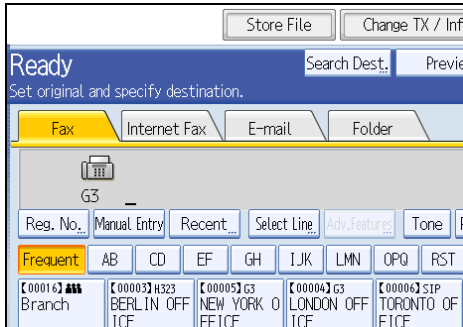 Store File Change TX / Inf
Ready Search Dest. Previe
Set original and specify destination.
Fax Internet Fax E-mail Folder
G3 _
Reg. No. Manual Entry Recent Select Line Adv.Features Tone
Frequent AB CD EF GH IJK LMN OPQ RST
【00016】 【00003】H323 【00005】G3 【00004】G3 【00006】SIP
Branch BERLIN OFF NEW YORK O LONDON OFF TORONTO OF
ICE FFICE ICE FICE